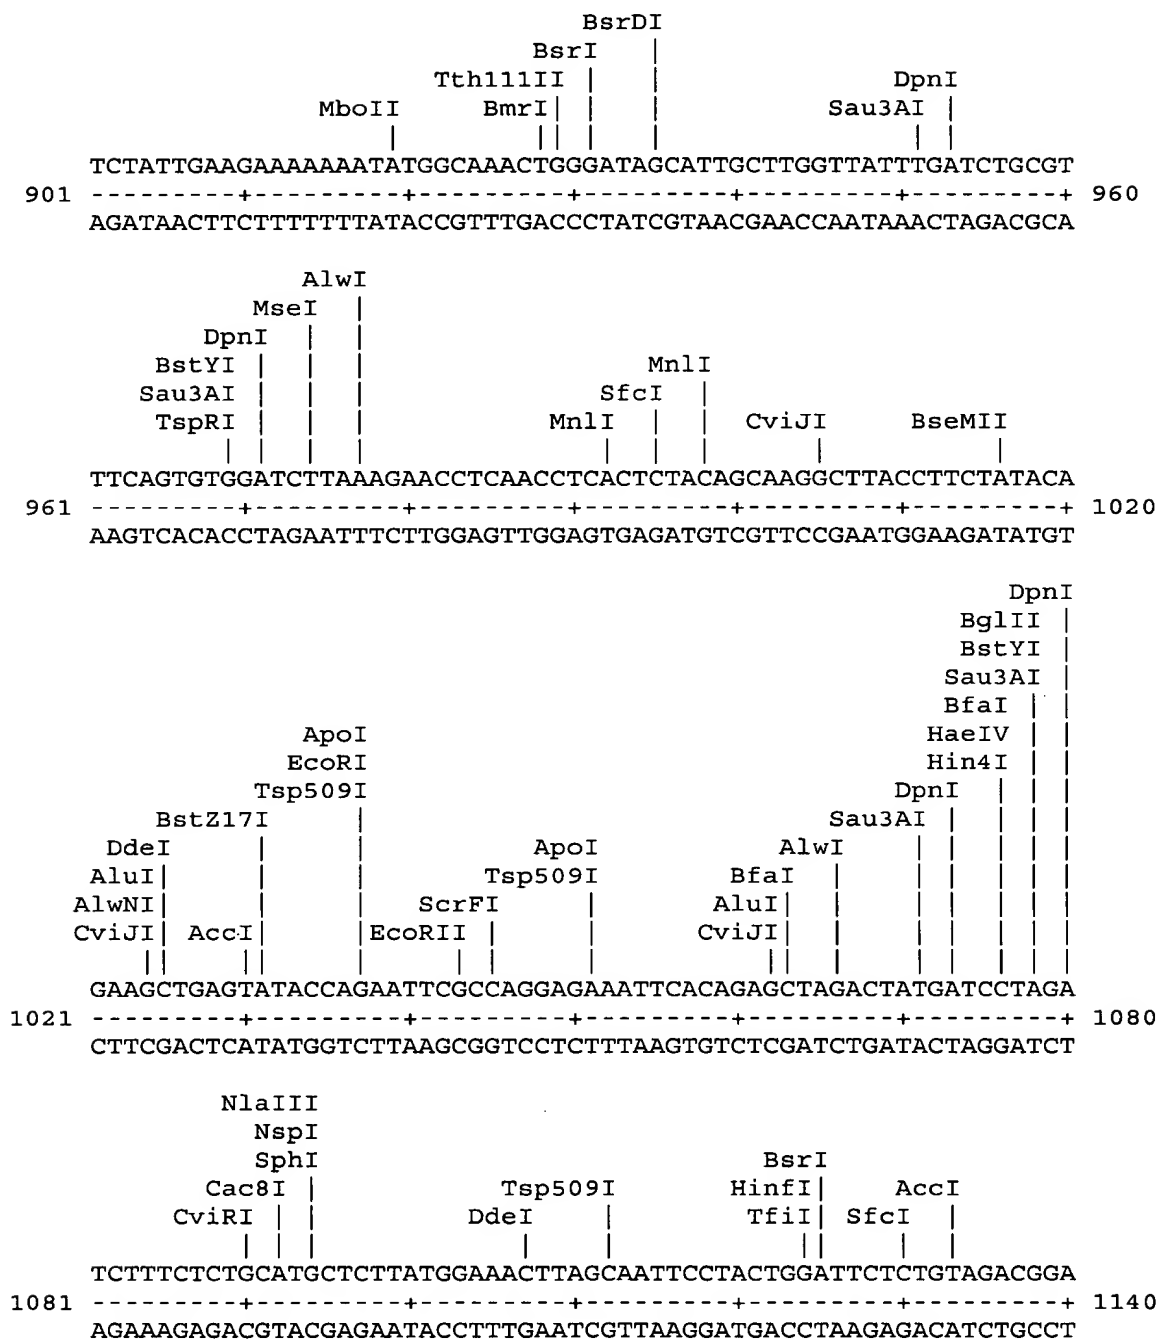 BsrDI
BsrI
Tth111II
DpnI
MboII BmrI Sau3AI
TCTATTGAAGAAAAAAAATATGGCAAACTGGGATAGCATTGCTTGGTTATTTGATCTGCGT
901 ---------+---------+---------+---------+---------+---------+ 960
AGATAACTTCTTTTTTTTATACCGTTTGACCCTATCGTAACGAACCAATAAACTAGACGCA
AlwI
MseI
DpnI
BstYI MnlI
Sau3AI SfcI
TspRI MnlI CviJI BseMII
TTCAGTGTGGATCTTAAAGAACCTCAACCTCACTCTACAGCAAGGCTTACCTTCTATACA
961 ---------+---------+---------+---------+---------+---------+ 1020
AAGTCACACCTAGAATTTCTTGGAGTTGGAGTGAGATGTCGTTCCGAATGGAAGATATGT
DpnI
BglII
BstYI
Sau3AI
BfaI
ApoI HaeIV
EcoRI Hin4I
Tsp509I DpnI
BstZ17I Sau3AI
DdeI ApoI AlwI
AluI Tsp509I BfaI
AlwNI ScrFI AluI
CviJI AccI EcoRII CviJI
GAAGCTGAGTATACCAGAATTCGCCAGGAGAAATTCACAGAGCTAGACTATGATCCTAGA
1021 ---------+---------+---------+---------+---------+---------+ 1080
CTTCGACTCATATGGTCTTAAGCGGTCCTCTTTAAGTGTCTCGATCTGATACTAGGATCT
NlaIII
NspI
SphI BsrI
Cac8I Tsp509I HinfI AccI
CviRI DdeI TfiI SfcI
TCTTTCTCTGCATGCTCTTATGGAAACTTAGCAATTCCTACTGGATTCTCTGTAGACGGA
1081 ---------+---------+---------+---------+---------+---------+ 1140
AGAAAGAGACGTACGAGAATACCTTTGAATCGTTAAGGATGACCTAAGAGACATCTGCCT